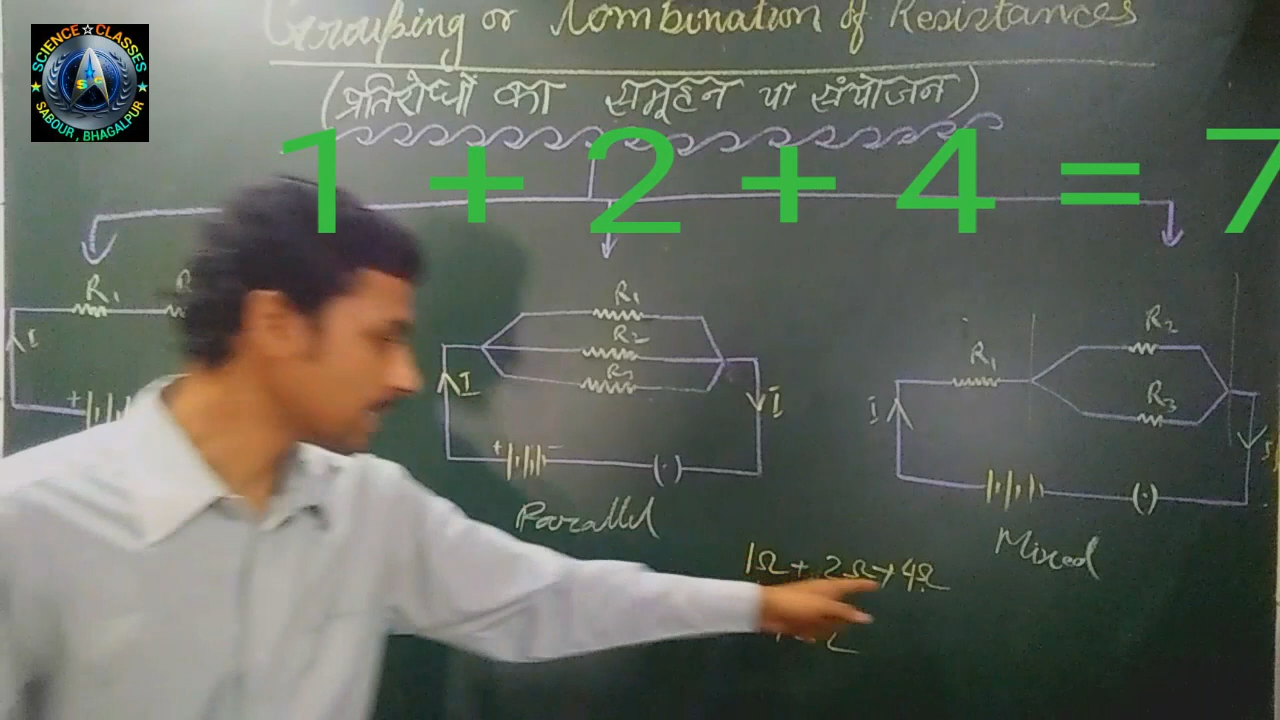 SCIENCE☆CLASSES
SABOUR, BHAGALPUR
Grouping or Combination of Resistances
(प्रतिरोधों का समूहन या संयोजन)
1 + 2 + 4 = 7
R1
I
+
R1
R2
R3
I
I
+ -
( · )
Parallel
R1
R2
R3
I
( · )
Mixed
1Ω + 2Ω + 4Ω